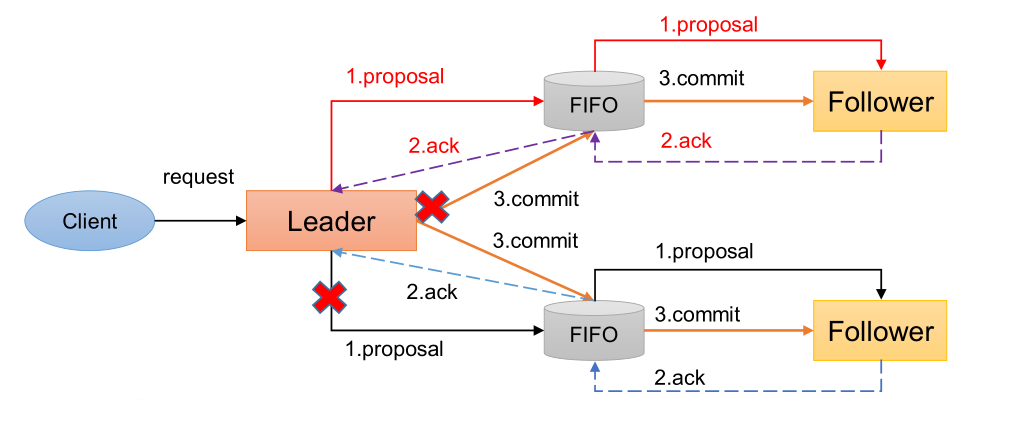 1.proposal
1.proposal
3.commit
FIFO
Follower
2.ack
2.ack
request
3.commit
Client
Leader
3.commit
1.proposal
2.ack
3.commit
FIFO
Follower
1.proposal
2.ack